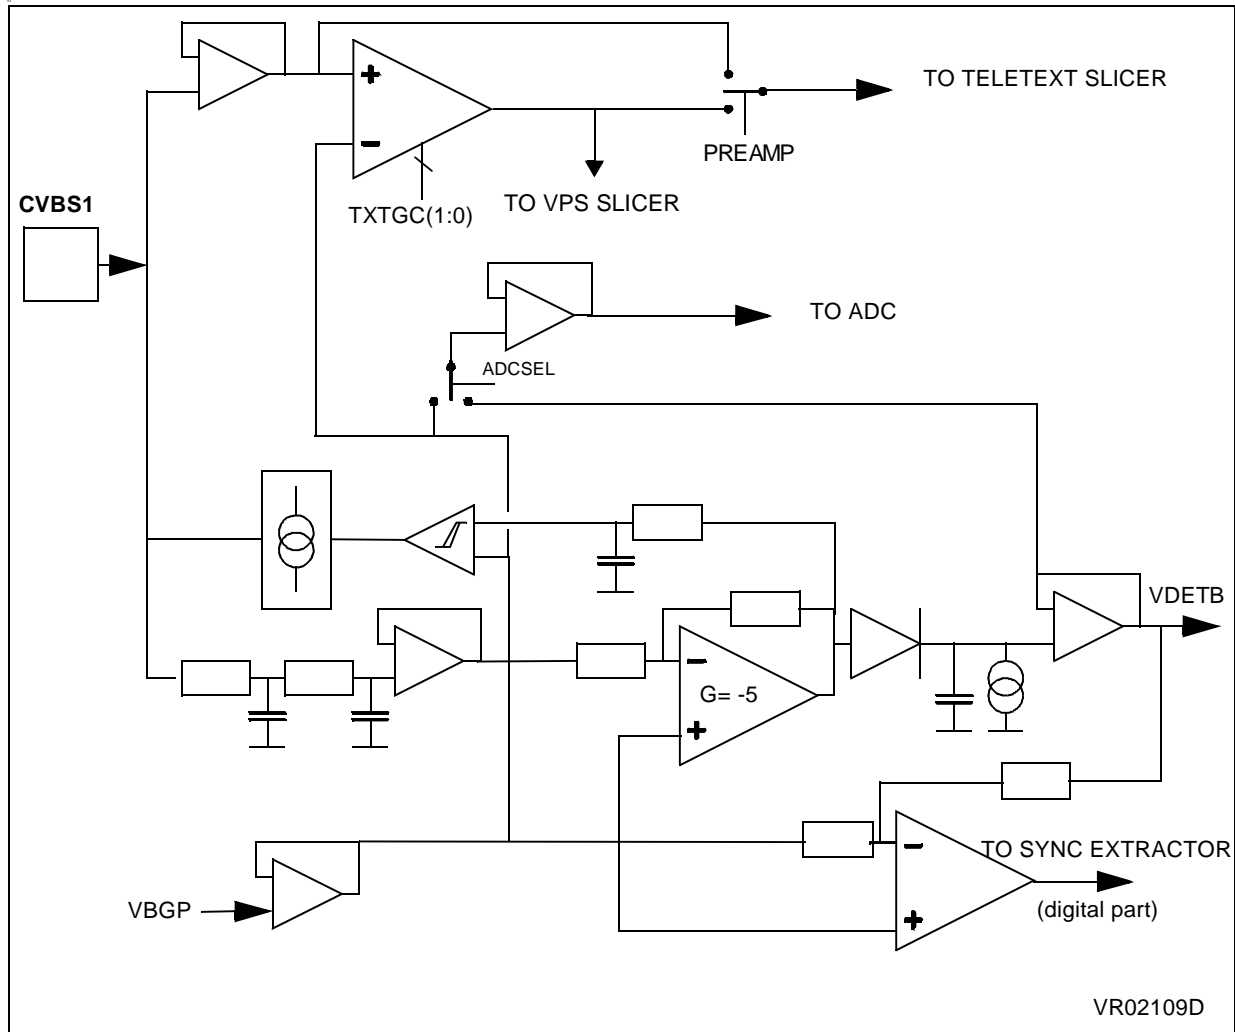 TO TELETEXT SLICER
+
−
PREAMP
CVBS1
TO VPS SLICER
TXTGC(1:0)
TO ADC
ADCSEL
VDETB
−
G= -5
+
−
TO SYNC EXTRACTOR
VBGP
+
(digital part)
VR02109D